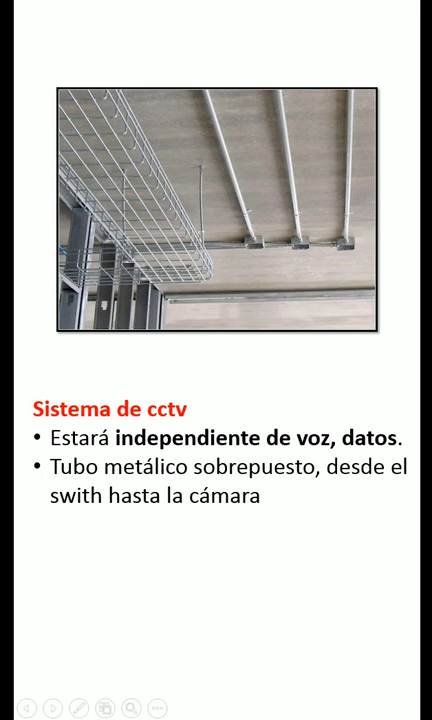 Sistema de cctv
• Estará independiente de voz, datos.
• Tubo metálico sobrepuesto, desde el
swith hasta la cámara